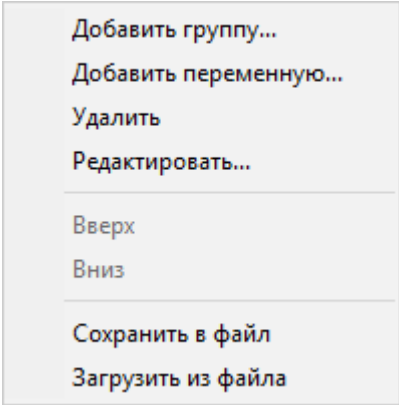 Добавить группу...
Добавить переменную...
Удалить
Редактировать...
Вверх
Вниз
Сохранить в файл
Загрузить из файла